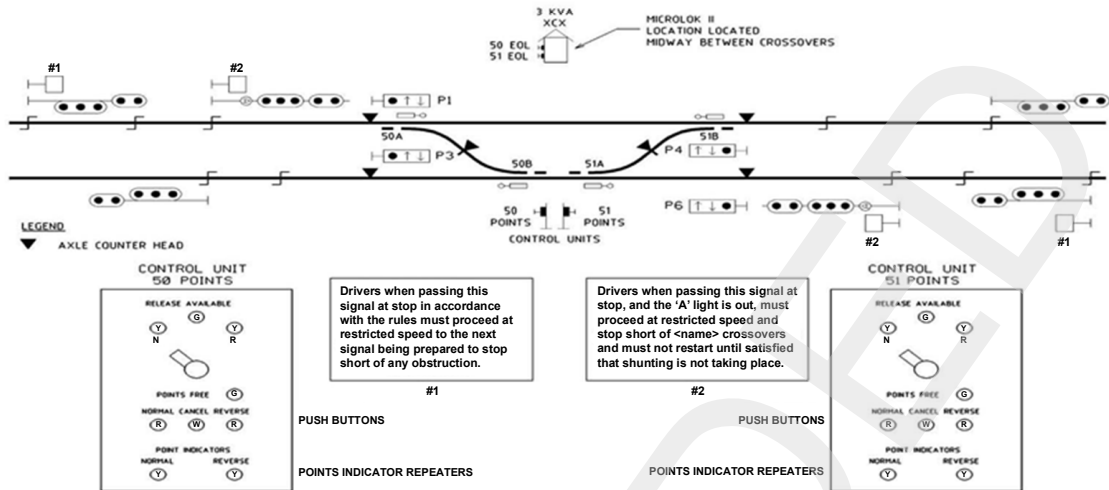 3 KVA
XCX
50 EOL
51 EOL
MICROLOK II
LOCATION LOCATED
MIDWAY BETWEEN CROSSOVERS
#1
#2
P1
50A
51B
P3
P4
50B
51A
P6
50
POINTS
51
POINTS
CONTROL UNITS
#2
#1
LEGEND
AXLE COUNTER HEAD
CONTROL UNIT
50 POINTS
RELEASE AVAILABLE
G
Y
Y
N
R
POINTS FREE G
NORMAL CANCEL REVERSE
R W R
POINT INDICATORS
NORMAL REVERSE
Y Y
PUSH BUTTONS
POINTS INDICATOR REPEATERS
Drivers when passing this
signal at stop in accordance
with the rules must proceed at
restricted speed to the next
signal being prepared to stop
short of any obstruction.
#1
Drivers when passing this signal at
stop, and the 'A' light is out, must
proceed at restricted speed and
stop short of <name> crossovers
and must not restart until satisfied
that shunting is not taking place.
#2
PUSH BUTTONS
POINTS INDICATOR REPEATERS
CONTROL UNIT
51 POINTS
RELEASE AVAILABLE
G
Y
Y
N
R
POINTS FREE G
NORMAL CANCEL REVERSE
R W R
POINT INDICATORS
NORMAL REVERSE
Y Y